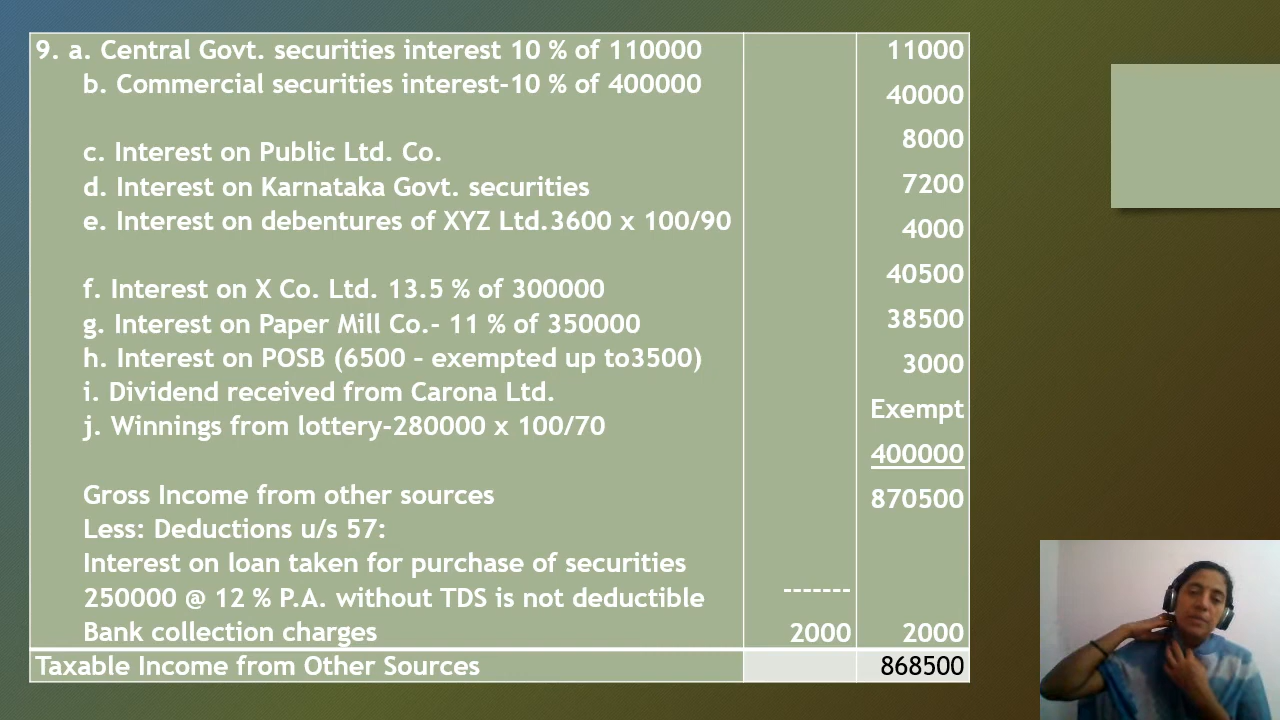 9. a. Central Govt. securities interest 10 % of 110000 11000
b. Commercial securities interest-10 % of 400000 40000
c. Interest on Public Ltd. Co. 8000
d. Interest on Karnataka Govt. securities 7200
e. Interest on debentures of XYZ Ltd.3600 x 100/90 4000
f. Interest on X Co. Ltd. 13.5 % of 300000 40500
g. Interest on Paper Mill Co.- 11 % of 350000 38500
h. Interest on POSB (6500 – exempted up to3500) 3000
i. Dividend received from Carona Ltd. Exempt
j. Winnings from lottery-280000 x 100/70 400000
Gross Income from other sources 870500
Less: Deductions u/s 57:
Interest on loan taken for purchase of securities
250000 @ 12 % P.A. without TDS is not deductible -------
Bank collection charges 2000 2000
Taxable Income from Other Sources 868500